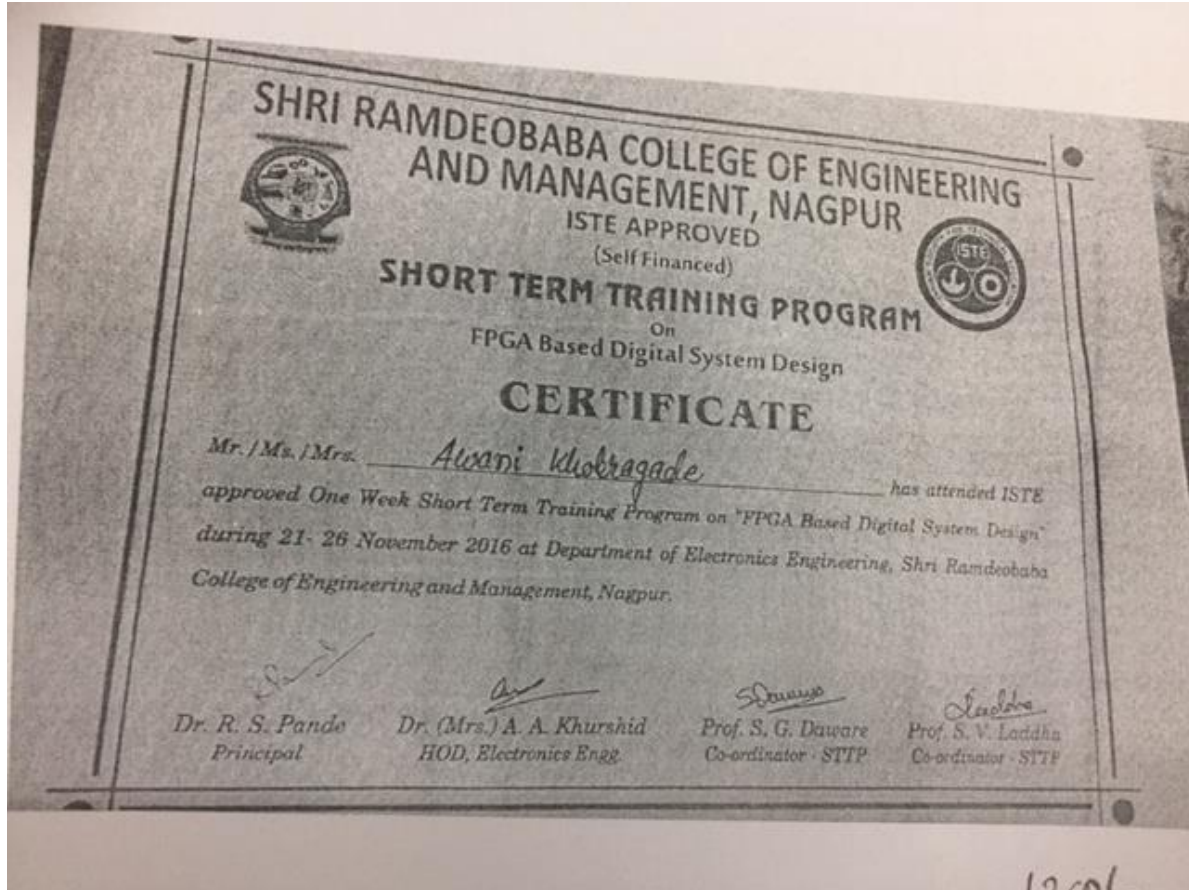 SHRI RAMDEOBABA COLLEGE OF ENGINEERING
AND MANAGEMENT, NAGPUR
ISTE APPROVED
(Self Financed)
ISTE
SHORT TERM TRAINING PROGRAM
On
FPGA Based Digital System Design
CERTIFICATE
Mr./Ms./Mrs. Awani Khobragade has attended ISTE
approved One Week Short Term Training Program on "FPGA Based Digital System Design"
during 21- 26 November 2016 at Department of Electronics Engineering, Shri Ramdeobaba
College of Engineering and Management, Nagpur.
Dr. R. S. Pande Dr. (Mrs.) A. A. Khurshid Prof. S. G. Daware Prof. S. V. Laddha
Principal HOD, Electronics Engg. Co-ordinator - STTP Co-ordinator - STTP